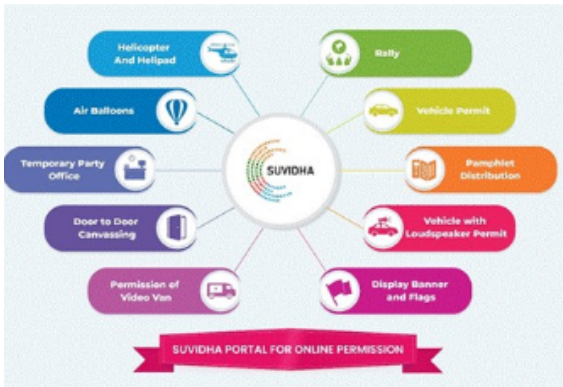 Helicopter
And Helipad
Rally
Air Balloons
Vehicle Permit
Temporary Party
Office
SUVIDHA
Pamphlet
Distribution
Door to Door
Canvassing
Vehicle with
Loudspeaker Permit
Permission of
Video Van
Display Banner
and Flags
SUVIDHA PORTAL FOR ONLINE PERMISSION